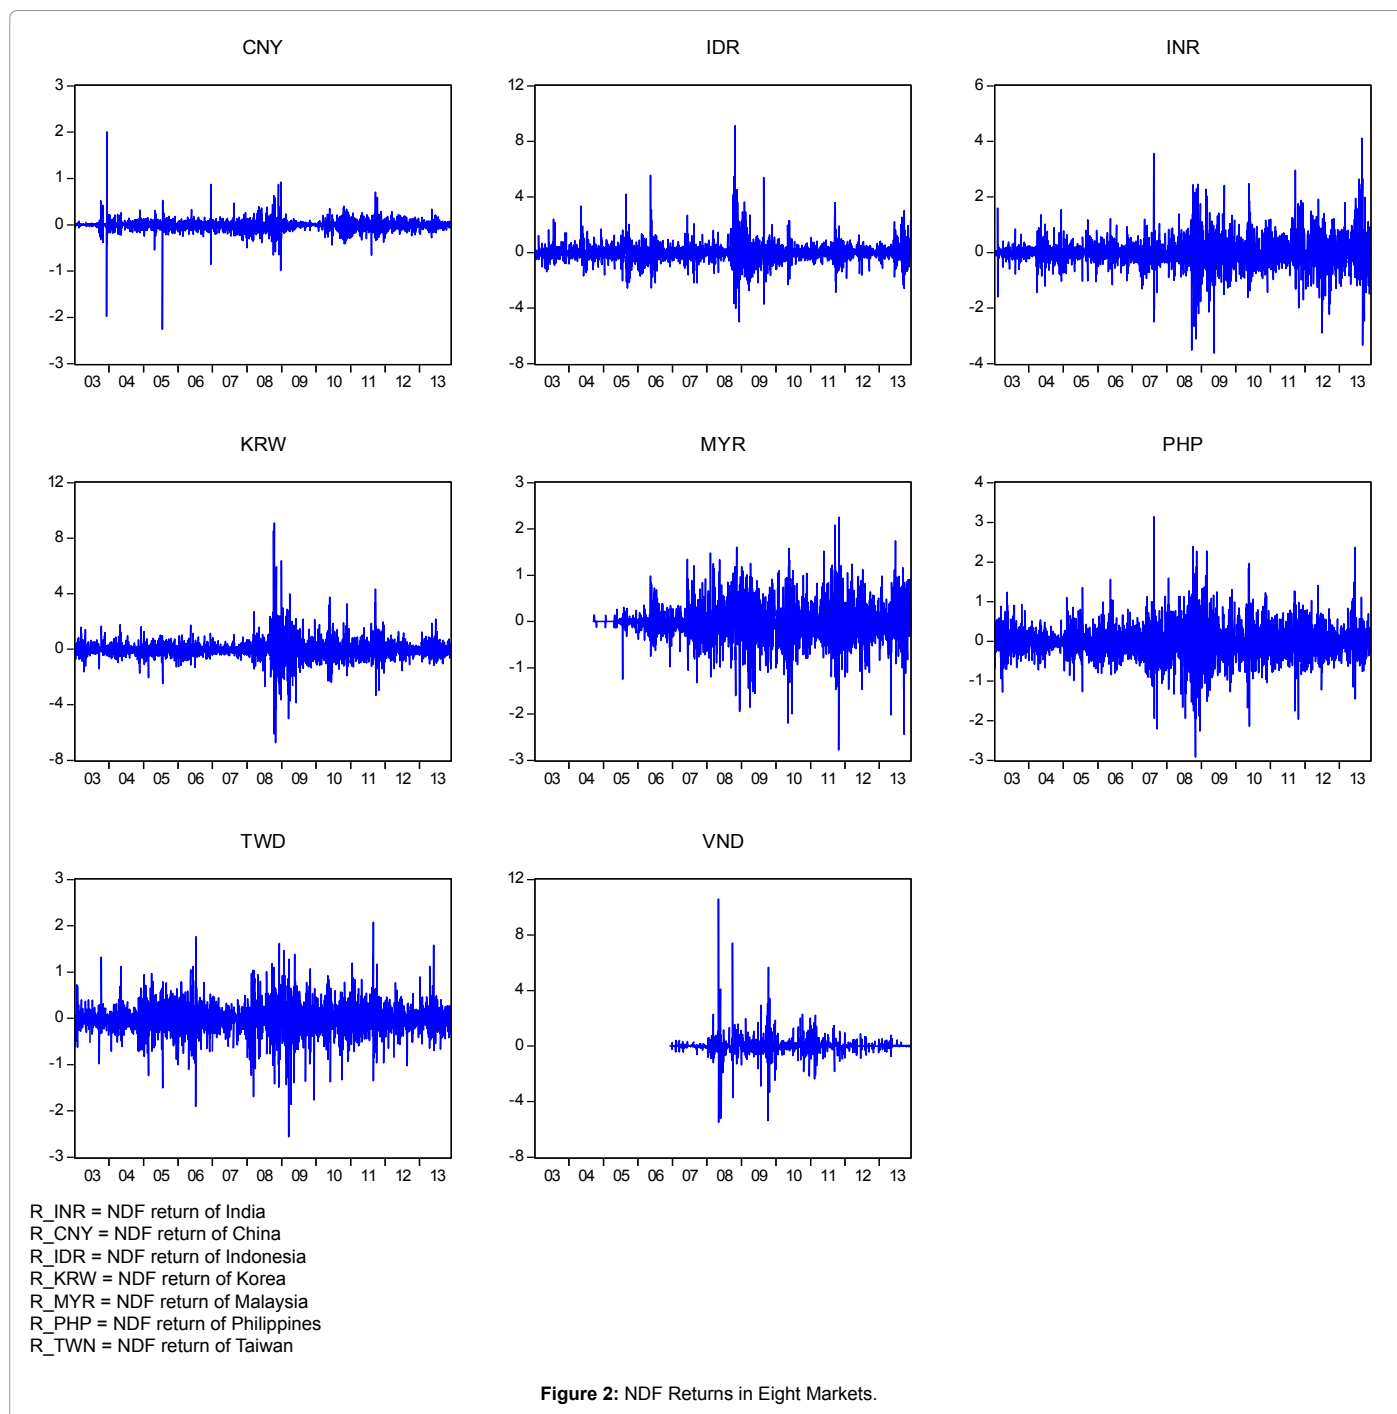 CNY
3
2
1
0
-1
-2
-3
03 04 05 06 07 08 09 10 11 12 13
IDR
12
8
4
0
-4
-8
03 04 05 06 07 08 09 10 11 12 13
INR
6
4
2
0
-2
-4
03 04 05 06 07 08 09 10 11 12 13
KRW
12
8
4
0
-4
-8
03 04 05 06 07 08 09 10 11 12 13
MYR
3
2
1
0
-1
-2
-3
03 04 05 06 07 08 09 10 11 12 13
PHP
4
3
2
1
0
-1
-2
-3
03 04 05 06 07 08 09 10 11 12 13
TWD
3
2
1
0
-1
-2
-3
03 04 05 06 07 08 09 10 11 12 13
VND
12
8
4
0
-4
-8
03 04 05 06 07 08 09 10 11 12 13
R_INR = NDF return of India
R_CNY = NDF return of China
R_IDR = NDF return of Indonesia
R_KRW = NDF return of Korea
R_MYR = NDF return of Malaysia
R_PHP = NDF return of Philippines
R_TWN = NDF return of Taiwan
Figure 2: NDF Returns in Eight Markets.